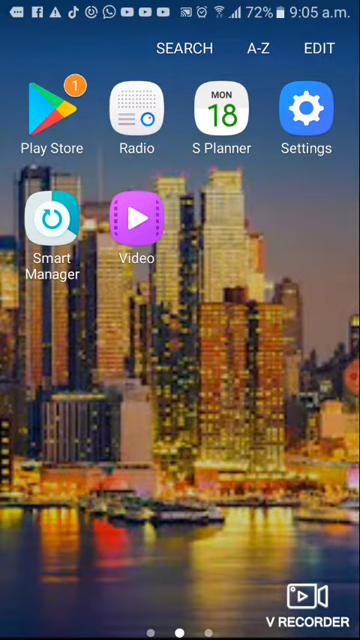 72% 9:05 a.m.
SEARCH A-Z EDIT
1
MON
18
Play Store Radio S Planner Settings
Smart
Manager
Video
V RECORDER